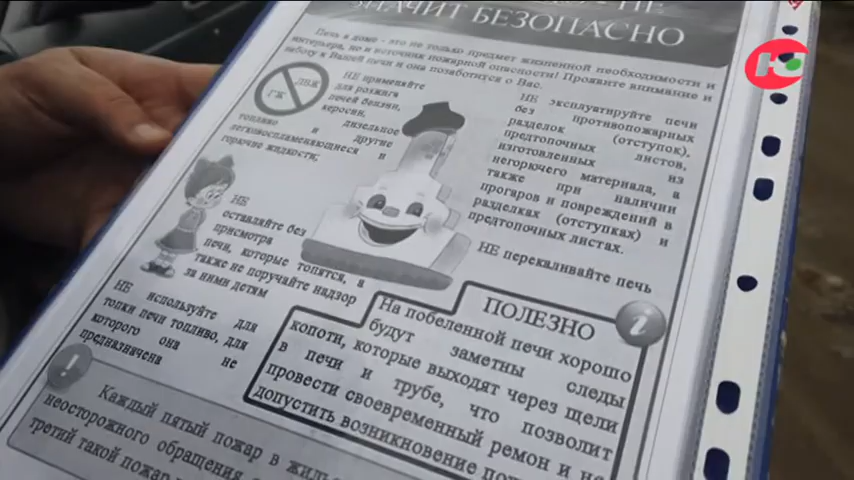 ЗНАЧИТ БЕЗОПАСНО
Печь в доме - это не только предмет жизненной необходимости и
интерьера, но и источник пожарной опасности! Проявите внимание и
заботу к Вашей печи и она позаботится о Вас.
ГЖ ЛВЖ
НЕ применяйте
для розжига
печей бензин,
керосин,
дизельное
топливо и другие
легковоспламеняющиеся и
горючие жидкости;
НЕ
оставляйте без
присмотра
печи, которые топятся, а
также не поручайте надзор
за ними детям
НЕ используйте для
топки печи топливо, для
которого она не
предназначена
НЕ эксплуатируйте печи
без противопожарных
разделок (отступок),
предтопочных листов,
изготовленных из
негорючего материала, а
также при наличии
прогаров и повреждений в
разделках (отступках) и
предтопочных листах.
НЕ перекаливайте печь
ПОЛЕЗНО
i
На побеленной печи хорошо
будут заметны следы
копоти, которые выходят через щели
в печи и трубе, что позволит
провести своевременный ремонт и не
допустить возникновение
!
Каждый пятый пожар в
неосторожного обращения
третий такой пожар